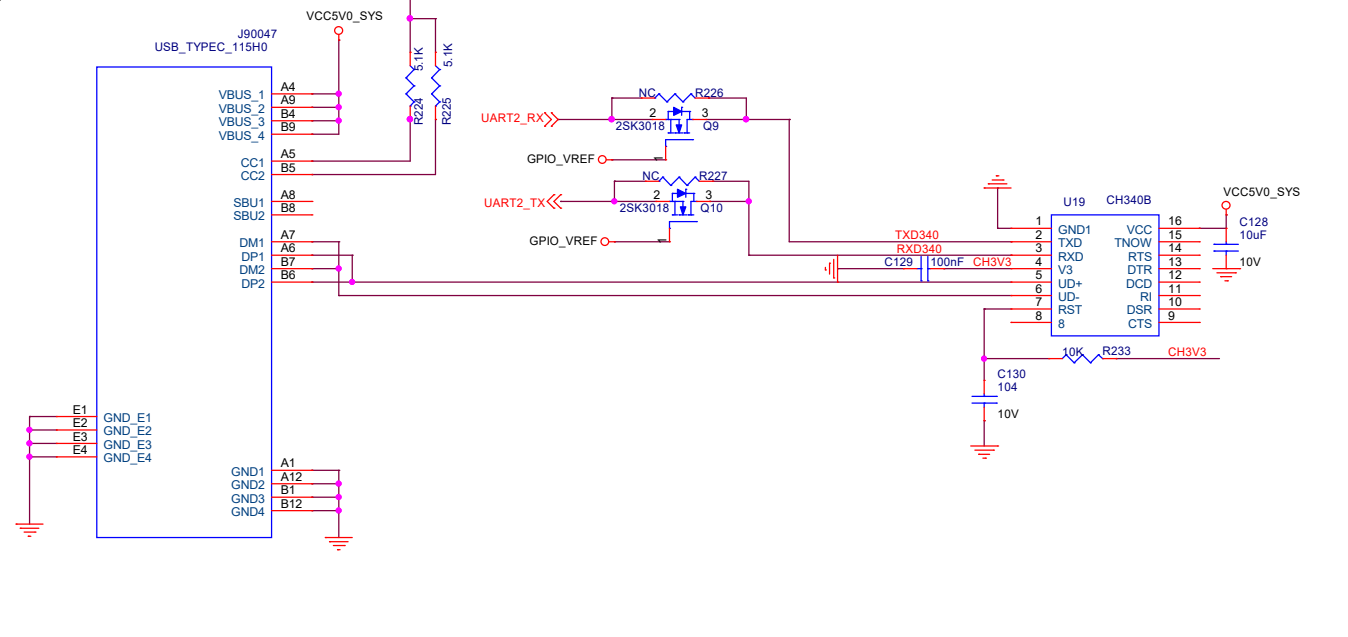 VCC5V0_SYS
J90047
USB_TYPEC_115H0
VBUS_1 A4
VBUS_2 A9
VBUS_3 B4
VBUS_4 B9
CC1 A5
CC2 B5
SBU1 A8
SBU2 B8
DM1 A7
DP1 A6
DM2 B7
DP2 B6
E1 GND_E1
E2 GND_E2
E3 GND_E3
E4 GND_E4
GND1 A1
GND2 A12
GND3 B1
GND4 B12
5.1K
R224
5.1K
R225
NC R226
UART2_RX
2 3
2SK3018 Q9
GPIO_VREF 1
NC R227
UART2_TX
2 3
2SK3018 Q10
GPIO_VREF 1
TXD340
RXD340
C129 100nF CH3V3
U19 CH340B
1 GND1 VCC 16
2 TXD TNOW 15
3 RXD RTS 14
4 V3 DTR 13
5 UD+ DCD 12
6 UD- RI 11
7 RST DSR 10
8 8 CTS 9
VCC5V0_SYS
C128
10uF
10V
10K R233 CH3V3
C130
104
10V